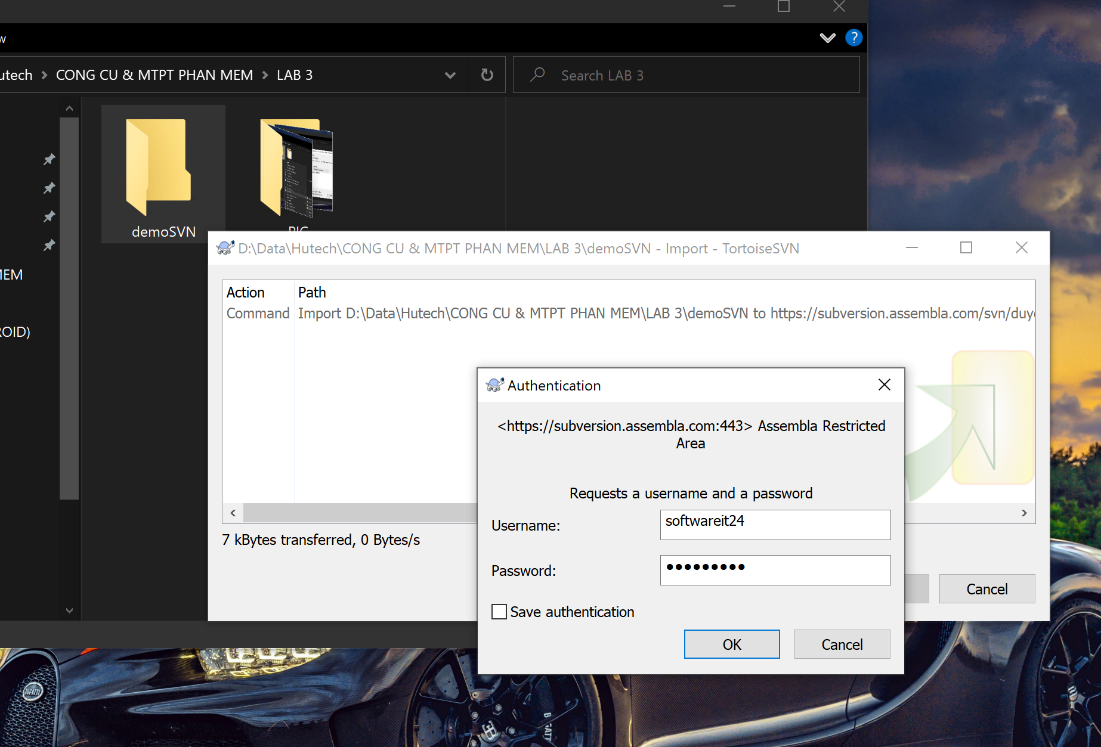 w
?
utech > CONG CU & MTPT PHAN MEM > LAB 3
Search LAB 3
demoSVN
PIC
MEM
ROID)
D:\Data\Hutech\CONG CU & MTPT PHAN MEM\LAB 3\demoSVN - Import - TortoiseSVN
Action Path
Command Import D:\Data\Hutech\CONG CU & MTPT PHAN MEM\LAB 3\demoSVN to https://subversion.assembla.com/svn/duy
Authentication
<https://subversion.assembla.com:443> Assembla Restricted
Area
Requests a username and a password
Username: softwareit24
Password: ●●●●●●●●●
Save authentication
OK Cancel
7 kBytes transferred, 0 Bytes/s
Cancel